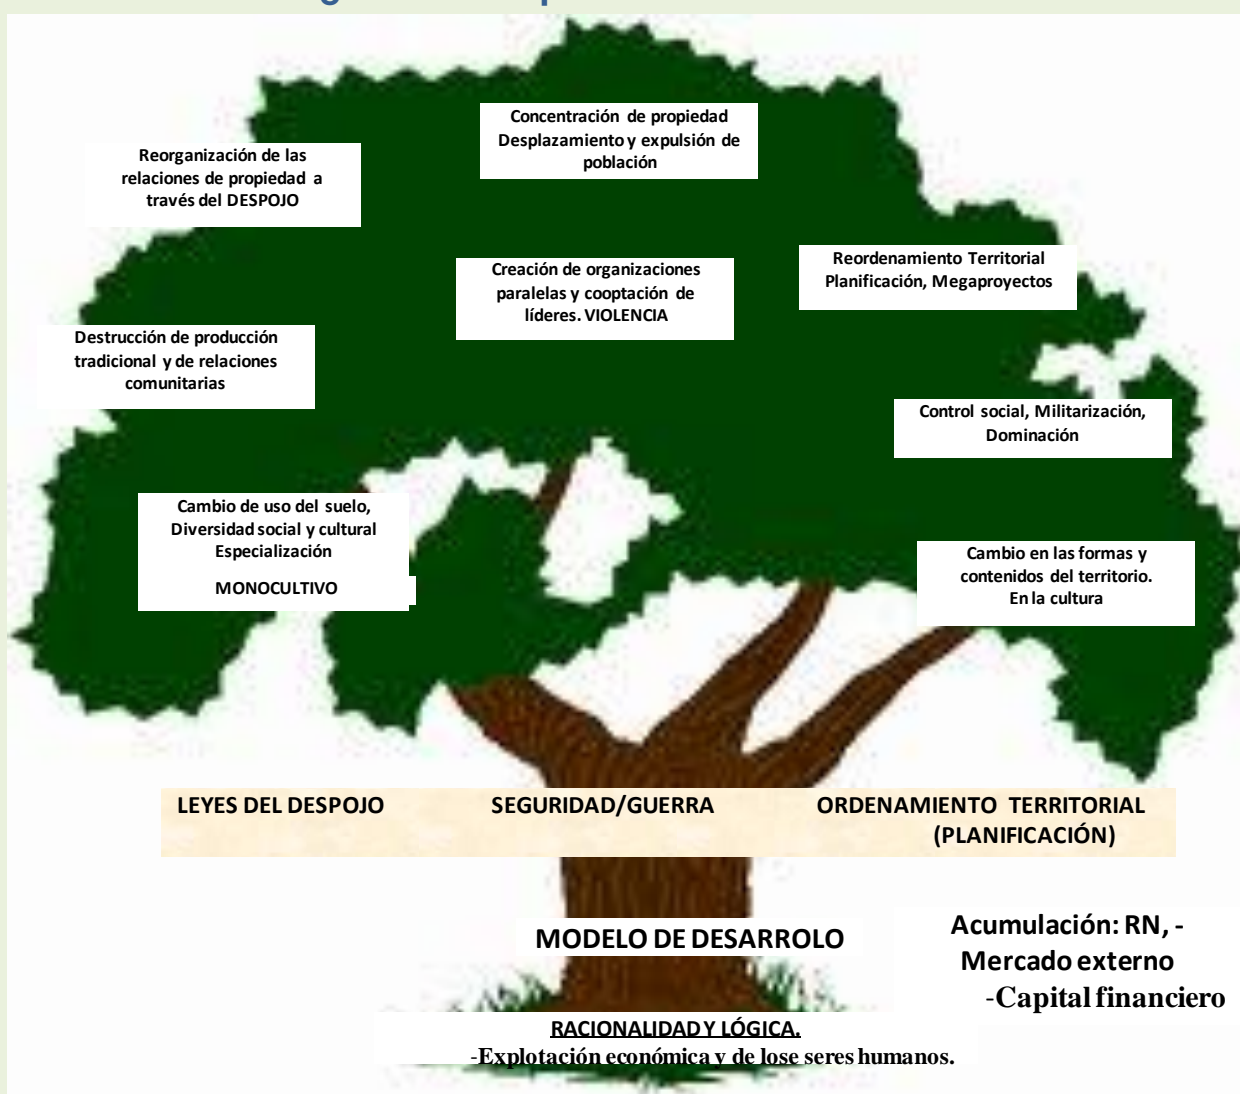 Concentración de propiedad
Desplazamiento y expulsión de
población
Reorganización de las
relaciones de propiedad a
través del DESPOJO
Reordenamiento Territorial
Planificación, Megaproyectos
Creación de organizaciones
paralelas y cooptación de
líderes. VIOLENCIA
Destrucción de producción
tradicional y de relaciones
comunitarias
Control social, Militarización,
Dominación
Cambio de uso del suelo,
Diversidad social y cultural
Especialización
MONOCULTIVO
Cambio en las formas y
contenidos del territorio.
En la cultura
LEYES DEL DESPOJO
SEGURIDAD/GUERRA
ORDENAMIENTO TERRITORIAL
(PLANIFICACIÓN)
MODELO DE DESARROLO
Acumulación: RN, -
Mercado externo
-Capital financiero
RACIONALIDAD Y LÓGICA.
-Explotación económica y de lose seres humanos.